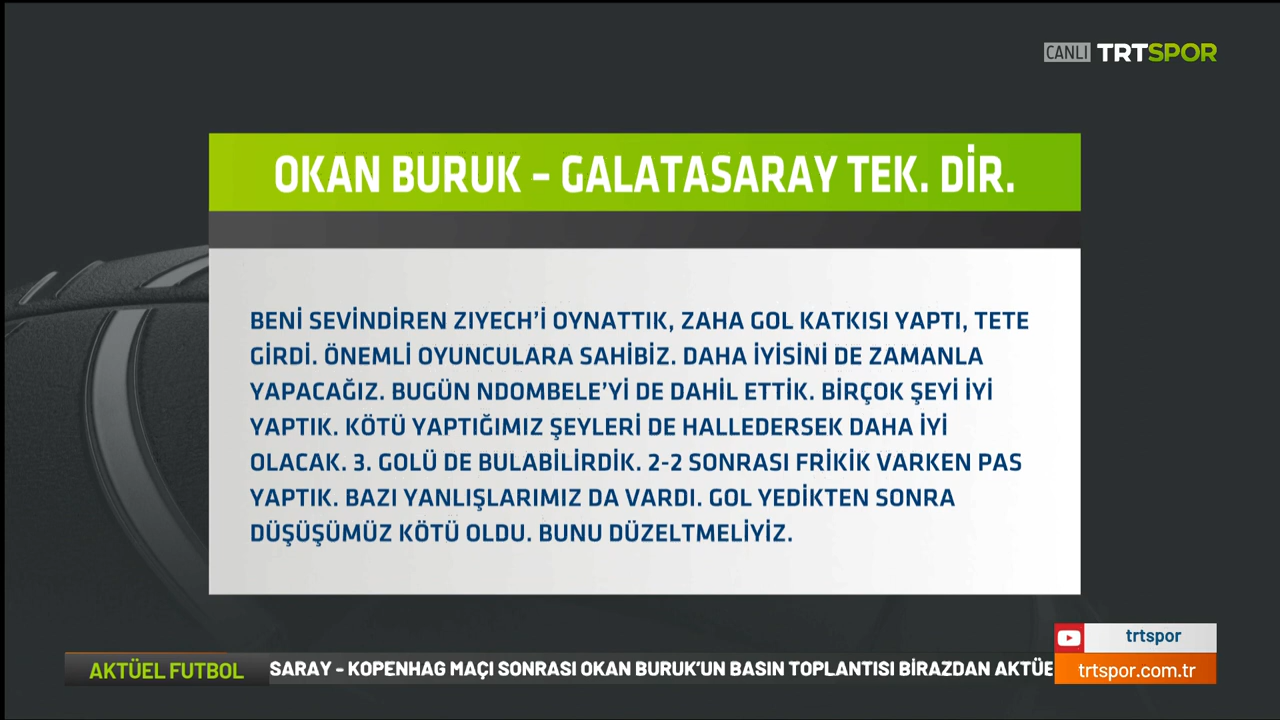 CANLI TRTSPOR
OKAN BURUK – GALATASARAY TEK. DİR.
BENİ SEVİNDİREN ZIYECH'İ OYNATTIK, ZAHA GOL KATKISI YAPTI, TETE
GİRDİ. ÖNEMLİ OYUNCULARA SAHİBİZ. DAHA İYİSİNİ DE ZAMANLA
YAPACAĞIZ. BUGÜN NDOMBELE'Yİ DE DAHİL ETTİK. BİRÇOK ŞEYİ İYİ
YAPTIK. KÖTÜ YAPTIĞIMIZ ŞEYLERİ DE HALLEDERSEK DAHA İYİ
OLACAK. 3. GOLÜ DE BULABİLİRDİK. 2-2 SONRASI FRİKİK VARKEN PAS
YAPTIK. BAZI YANLIŞLARIMIZ DA VARDI. GOL YEDİKTEN SONRA
DÜŞÜŞÜMÜZ KÖTÜ OLDU. BUNU DÜZELTMELİYİZ.
trtspor
AKTÜEL FUTBOL SARAY - KOPENHAG MAÇI SONRASI OKAN BURUK'UN BASIN TOPLANTISI BİRAZDAN AKTÜE
trtspor.com.tr